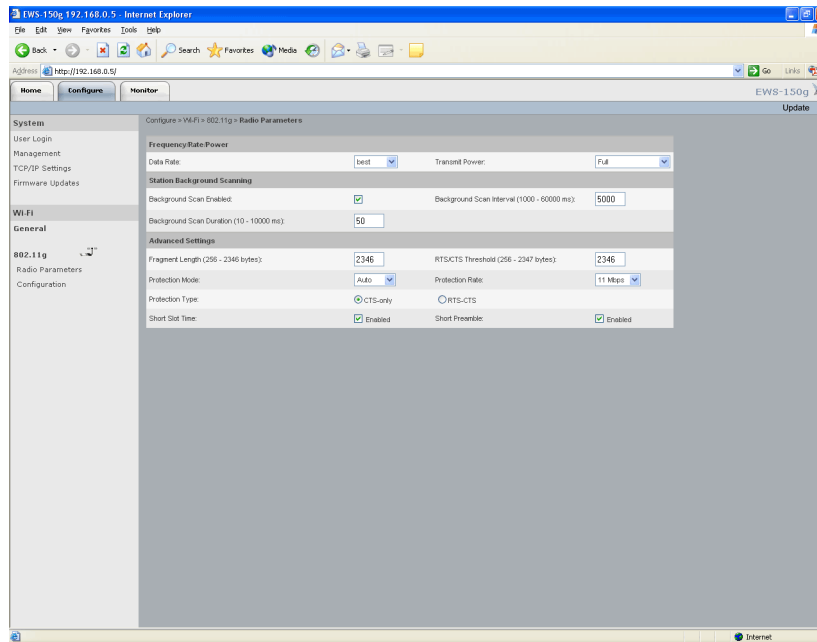 EWS-150g 192.168.0.5 - Internet Explorer
File Edit View Favorites Tools Help
Back Search Favorites Media
Address http://192.168.0.5/ Go Links
Home Configure Monitor EWS-150g
Update
System
User Login
Management
TCP/IP Settings
Firmware Updates
Wi-Fi
General
802.11g
Radio Parameters
Configuration
Configure > Wi-Fi > 802.11g > Radio Parameters
Frequency/Rate/Power
Data Rate: best Transmit Power: Full
Station Background Scanning
Background Scan Enabled: Background Scan Interval (1000 - 60000 ms): 5000
Background Scan Duration (10 - 10000 ms): 50
Advanced Settings
Fragment Length (256 - 2346 bytes): 2346 RTS/CTS Threshold (256 - 2347 bytes): 2346
Protection Mode: Auto Protection Rate: 11 Mbps
Protection Type: CTS-only RTS-CTS
Short Slot Time: Enabled Short Preamble: Enabled
Internet